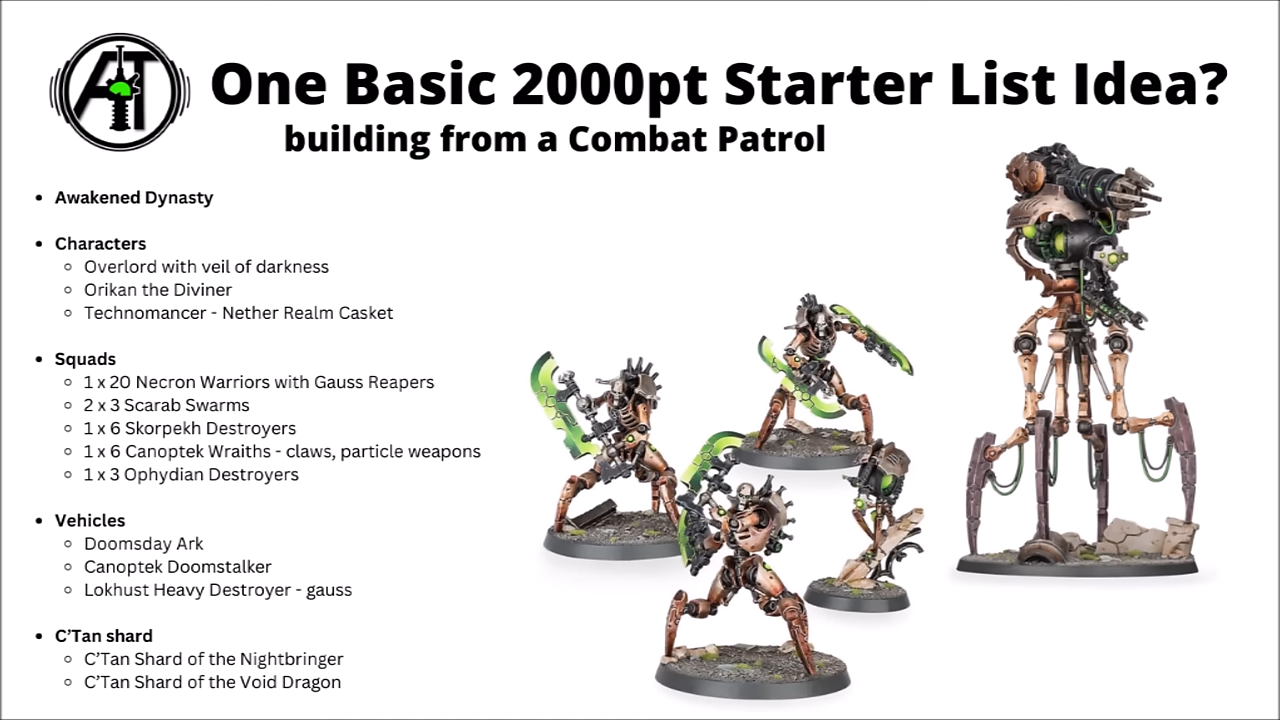 AT
One Basic 2000pt Starter List Idea?
building from a Combat Patrol
• Awakened Dynasty
• Characters
◦ Overlord with veil of darkness
◦ Orikan the Diviner
◦ Technomancer - Nether Realm Casket
• Squads
◦ 1 x 20 Necron Warriors with Gauss Reapers
◦ 2 x 3 Scarab Swarms
◦ 1 x 6 Skorpekh Destroyers
◦ 1 x 6 Canoptek Wraiths - claws, particle weapons
◦ 1 x 3 Ophydian Destroyers
• Vehicles
◦ Doomsday Ark
◦ Canoptek Doomstalker
◦ Lokhust Heavy Destroyer - gauss
• C’Tan shard
◦ C’Tan Shard of the Nightbringer
◦ C’Tan Shard of the Void Dragon